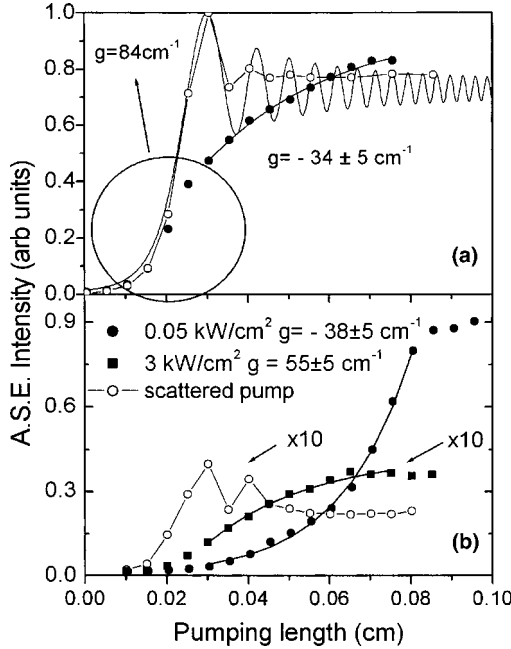 A.S.E. Intensity (arb units)
1.0
0.8
0.6
0.4
0.2
0.0
g=84cm⁻¹
g= - 34 ± 5 cm⁻¹
(a)
0.9
0.6
0.3
0.0
● 0.05 kW/cm² g= - 38±5 cm⁻¹
■ 3 kW/cm² g = 55±5 cm⁻¹
—○— scattered pump
x10
x10
(b)
0.00 0.02 0.04 0.06 0.08 0.10
Pumping length (cm)